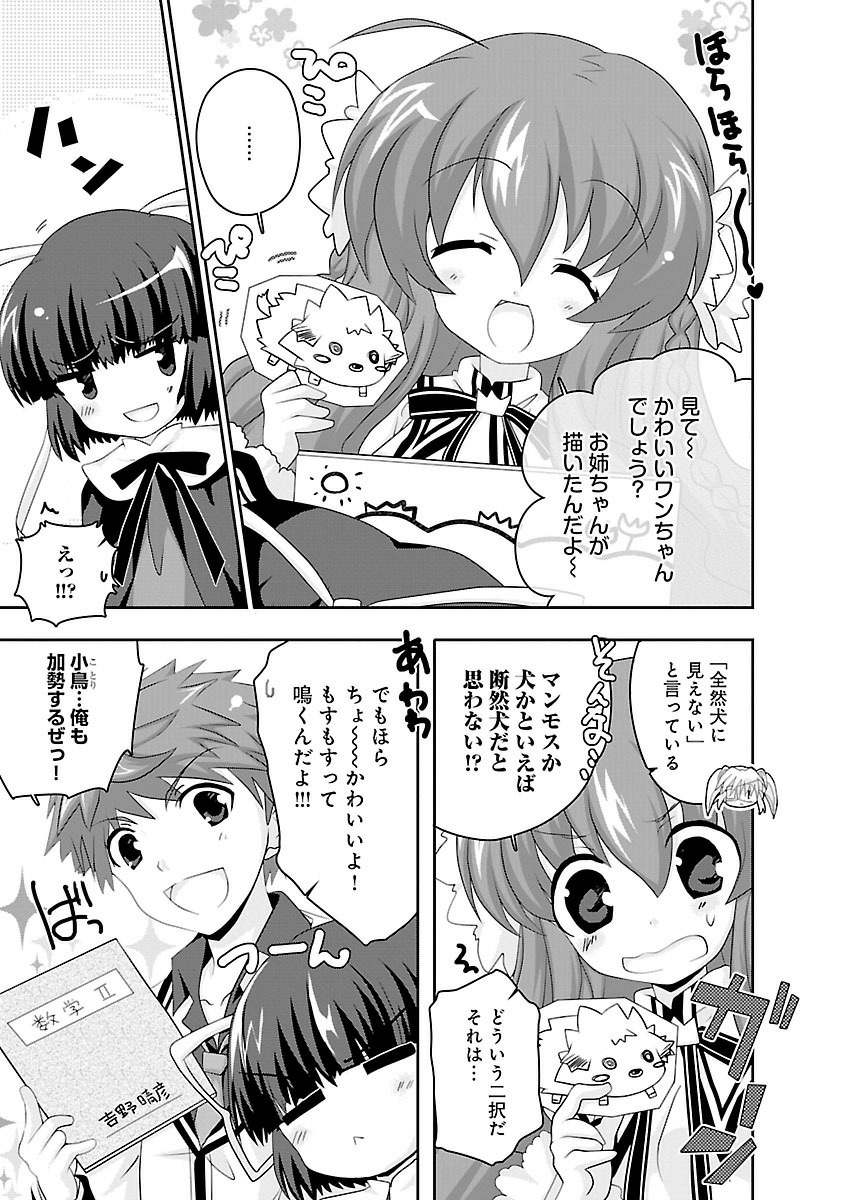 ほらほら～～♥
ぴこ
……
ぴこ
見て～
かわいいワンちゃん
でしょう？
お姉ちゃんが
描いたんだよ～
ハン
えっ!!?
「全然犬に
見えない」
と言っている
そんなー…
マンモスか
犬かといえば
断然犬だと
思わない!?
ガーン
どういう二択だ
それは…
あわわ
でもほら
ちょ～～～かわいいよ！
もすもすって
鳴くんだよ!!!
小鳥…俺も
ことり
加勢するぜっ！
ばっ
つーん
数学Ⅱ
吉野晴彦